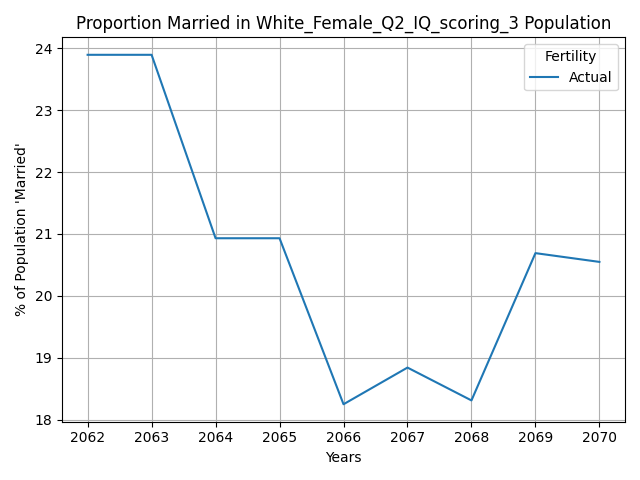 Proportion Married in White_Female_Q2_IQ_scoring_3 Population
Fertility
Actual
% of Population 'Married'
24
23
22
21
20
19
18
2062 2063 2064 2065 2066 2067 2068 2069 2070
Years